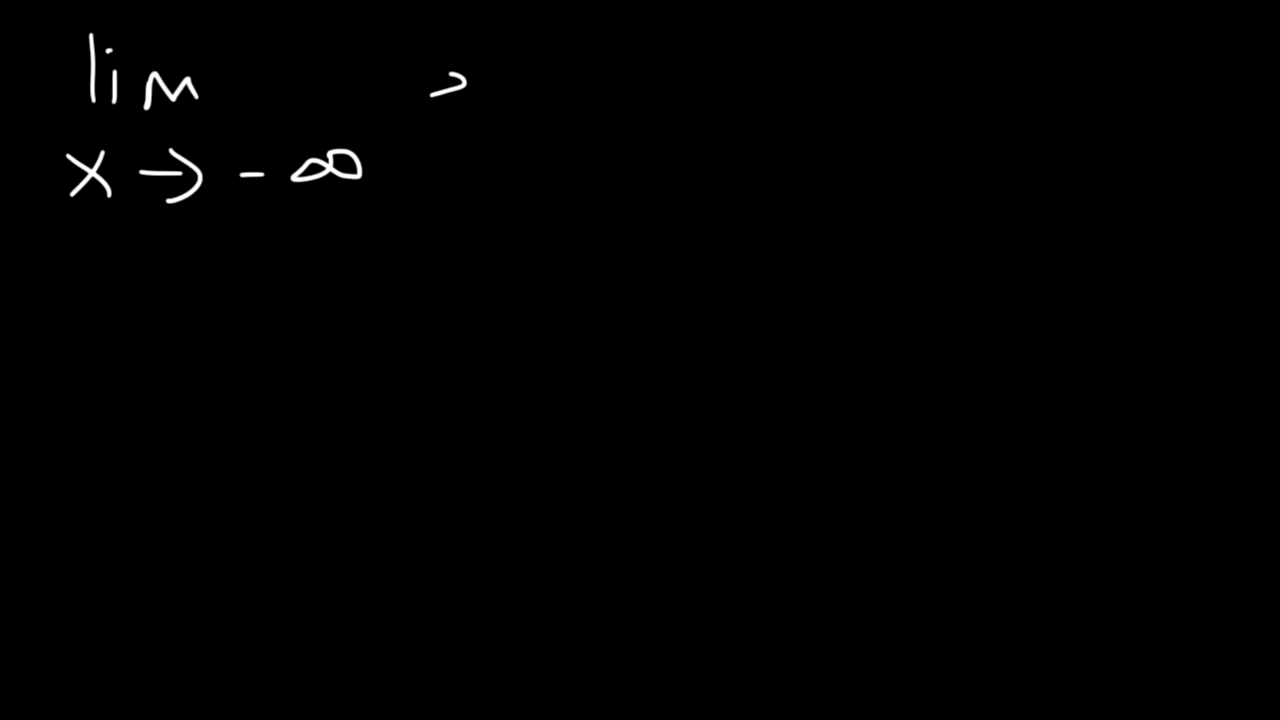 lim
x → - ∞